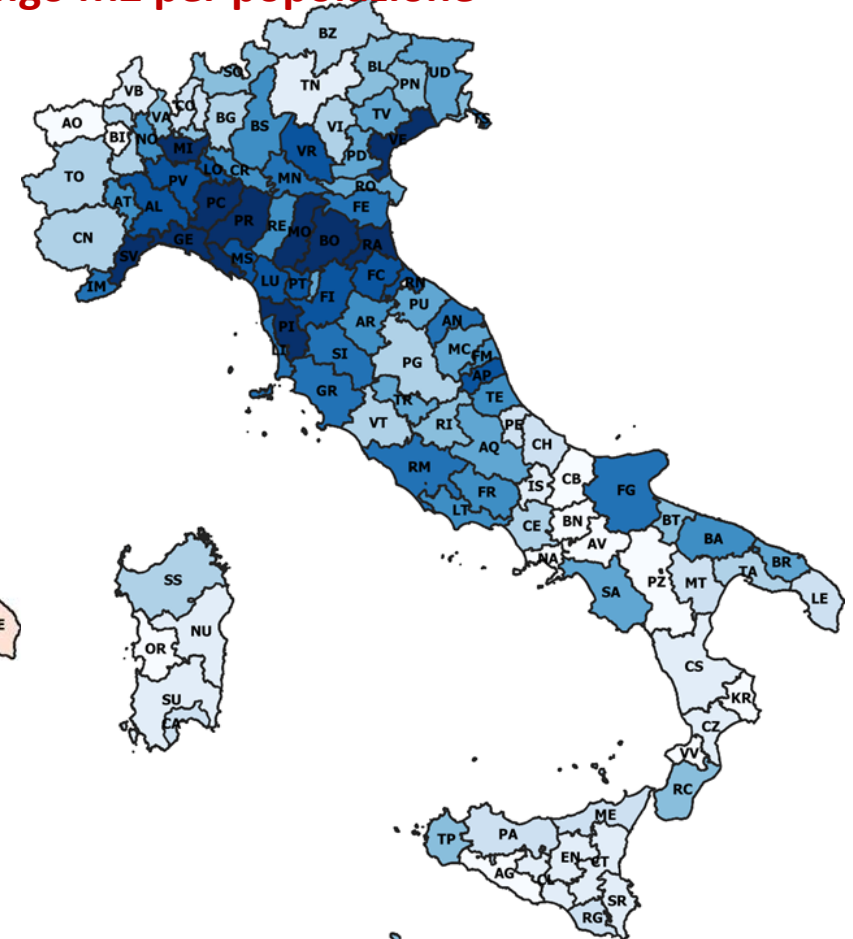 per popolazione
BZ
SO
BL
UD
TN
PN
VB
CO
AO
VA
BG
BS
VI
TV
TS
BI
NO
MI
VR
PD
VE
TO
LO
CR
PV
MN
RO
AT
AL
PC
PR
RE
FE
CN
GE
MO
BO
RA
SV
MS
IM
LU
PT
FC
RN
FI
PU
PI
AR
AN
LI
SI
MC
FM
PG
AP
GR
TE
TR
VT
RI
PE
AQ
CH
RM
IS
CB
FG
FR
LT
CE
BN
BT
BA
NA
AV
TA
BR
SS
SA
PZ
MT
LE
OR
NU
CS
SU
KR
CA
CZ
VV
RC
TP
PA
ME
EN
CT
AG
CL
SR
RG